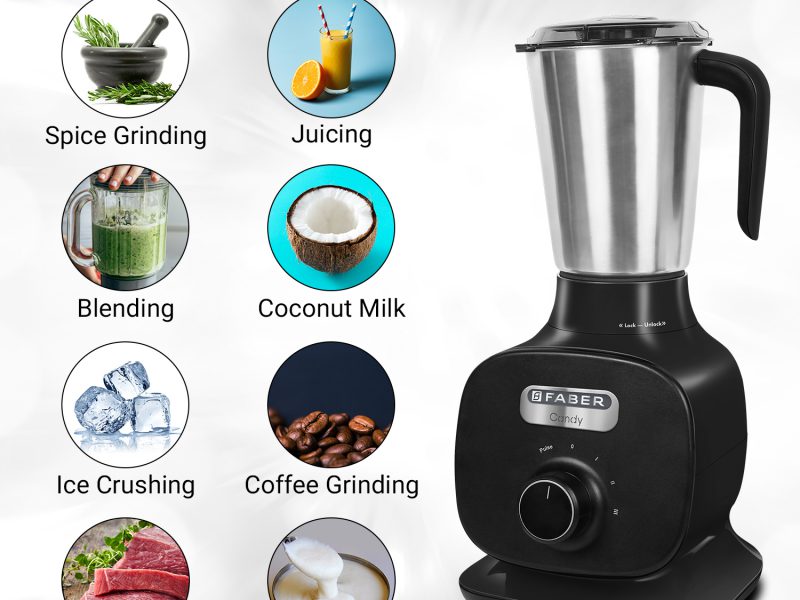 Spice Grinding
Juicing
Blending
Coconut Milk
Ice Crushing
Coffee Grinding
« Lock — Unlock »
FABER
Candy
Pulse 0 I II III